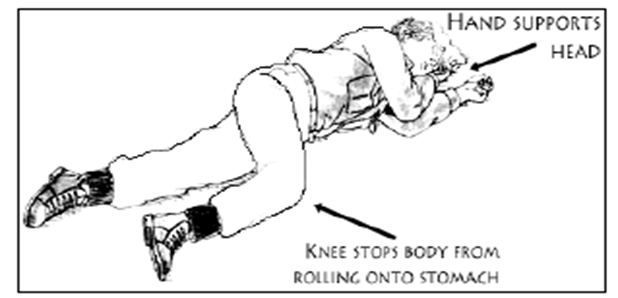 HAND SUPPORTS
HEAD
KNEE STOPS BODY FROM
ROLLING ONTO STOMACH